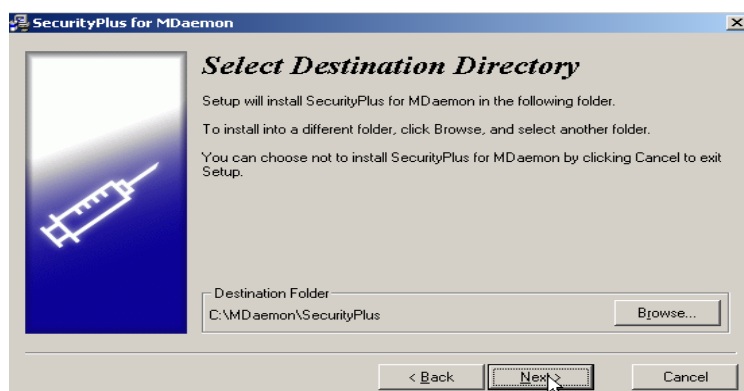 SecurityPlus for MDaemon
Select Destination Directory
Setup will install SecurityPlus for MDaemon in the following folder.
To install into a different folder, click Browse, and select another folder.
You can choose not to install SecurityPlus for MDaemon by clicking Cancel to exit
Setup.
Destination Folder
C:\MDaemon\SecurityPlus
Browse...
< Back
Next >
Cancel